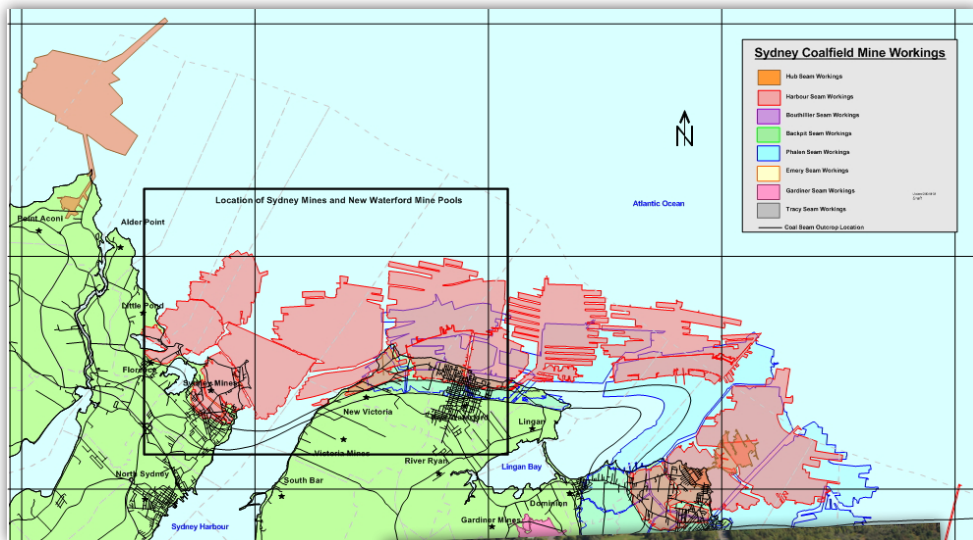 Sydney Coalfield Mine Workings
Hub Seam Workings
Harbour Seam Workings
Bouthillier Seam Workings
Backpit Seam Workings
Phalen Seam Workings
Emery Seam Workings
Gardiner Seam Workings
Tracy Seam Workings
Coal Seam Outcrop Location
Draft
N
Location of Sydney Mines and New Waterford Mine Pools
Atlantic Ocean
Point Aconi
Alder Point
Little Pond
Florence
Sydney Mines
New Victoria
New Waterford
Lingan
Victoria Mines
River Ryan
Lingan Bay
North Sydney
South Bar
Dominion
Sydney Harbour
Gardiner Mines